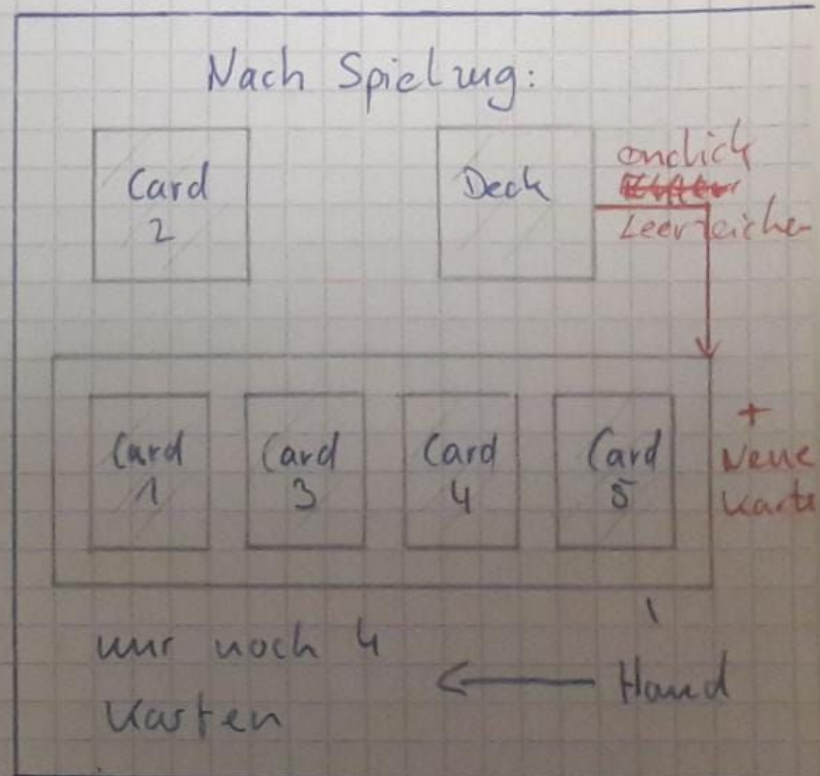 Nach Spielzug:
Card
2
Deck
onclick
Leerzeichen
Card
1
Card
3
Card
4
Card
5
+
Neue
Karte
nur noch 4
Karten
Hand